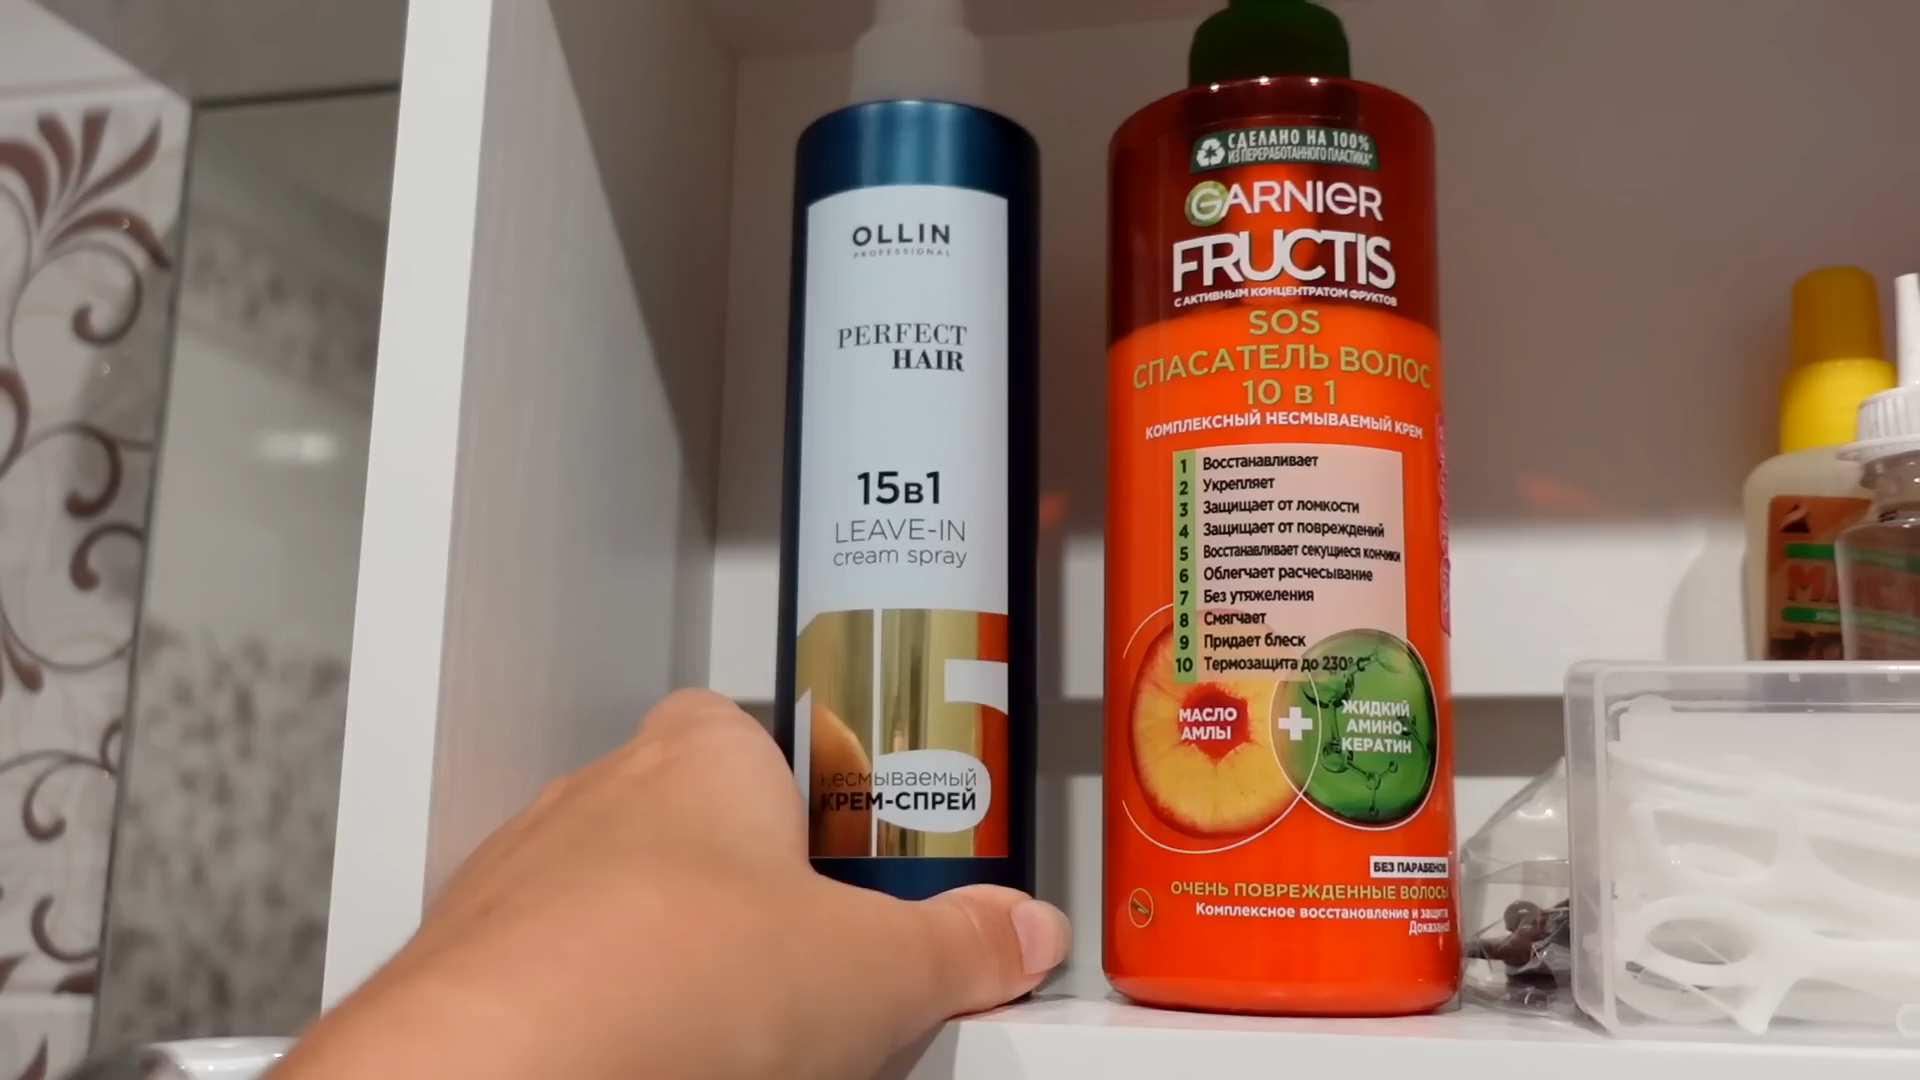 OLLIN
PROFESSIONAL
PERFECT
HAIR
15в1
LEAVE-IN
cream spray
15
несмываемый
КРЕМ-СПРЕЙ
СДЕЛАНО НА 100%
ИЗ ПЕРЕРАБОТАННОГО ПЛАСТИКА*
GARNIER
FRUCTIS
С АКТИВНЫМ КОНЦЕНТРАТОМ ФРУКТОВ
SOS
СПАСАТЕЛЬ ВОЛОС
10 в 1
КОМПЛЕКСНЫЙ НЕСМЫВАЕМЫЙ КРЕМ
1 Восстанавливает
2 Укрепляет
3 Защищает от ломкости
4 Защищает от повреждений
5 Восстанавливает секущиеся кончики
6 Облегчает расчесывание
7 Без утяжеления
8 Смягчает
9 Придает блеск
10 Термозащита до 230° С
МАСЛО
АМЛЫ
+
ЖИДКИЙ
АМИНО-
КЕРАТИН
БЕЗ ПАРАБЕНОВ
ОЧЕНЬ ПОВРЕЖДЕННЫЕ ВОЛОСЫ
Комплексное восстановление и защита
Доказано